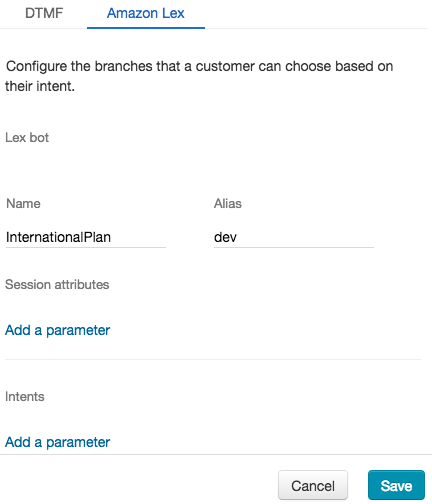 DTMF Amazon Lex
Configure the branches that a customer can choose based on
their intent.
Lex bot
Name Alias
InternationalPlan dev
Session attributes
Add a parameter
Intents
Add a parameter
Cancel Save